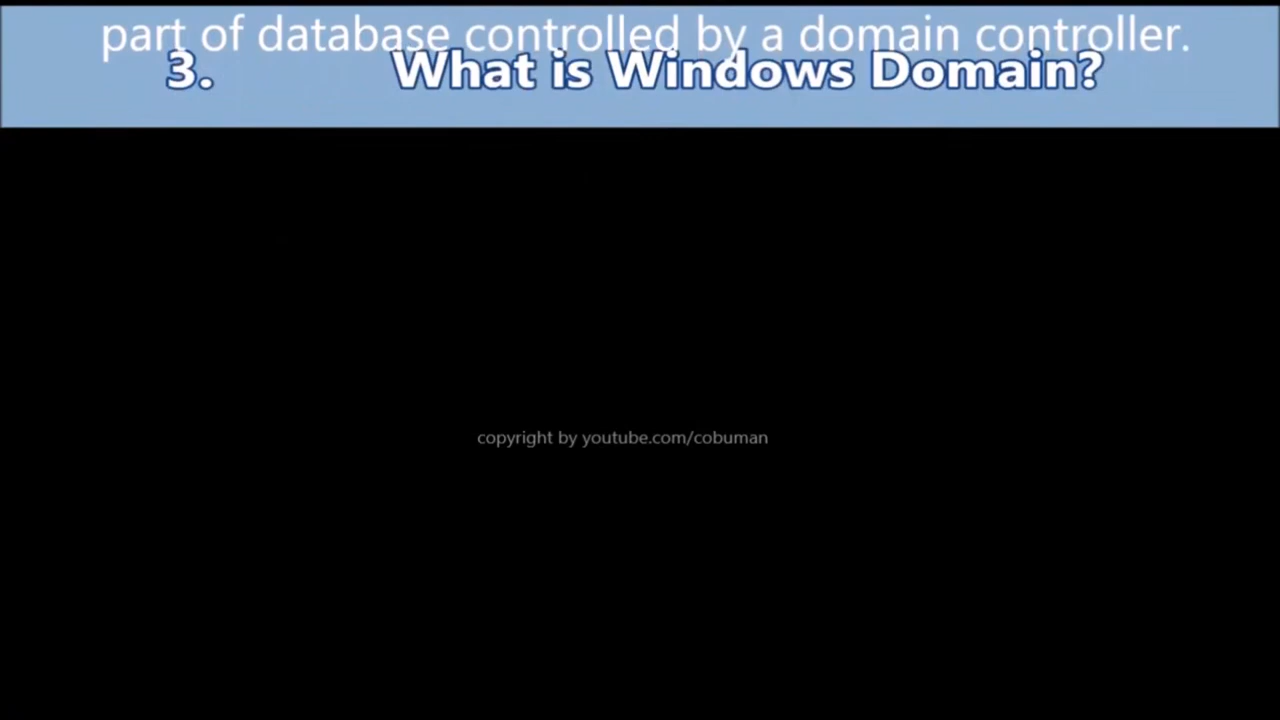 part of database controlled by a domain controller.
3. What is Windows Domain?
copyright by youtube.com/cobuman